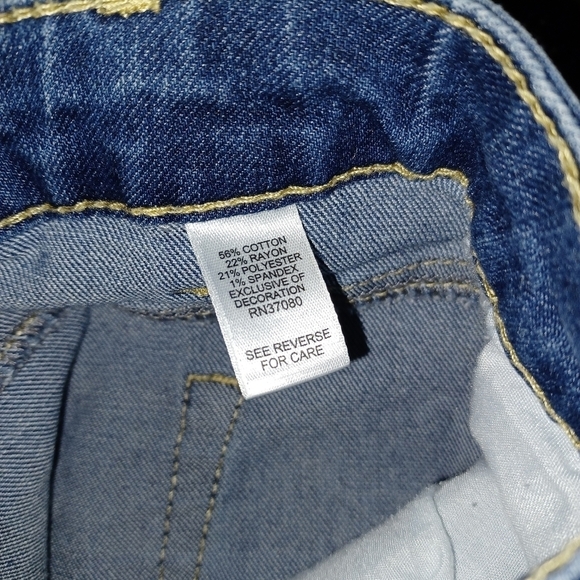 56% COTTON
22% RAYON
21% POLYESTER
1% SPANDEX
EXCLUSIVE OF
DECORATION
RN37080
SEE REVERSE
FOR CARE